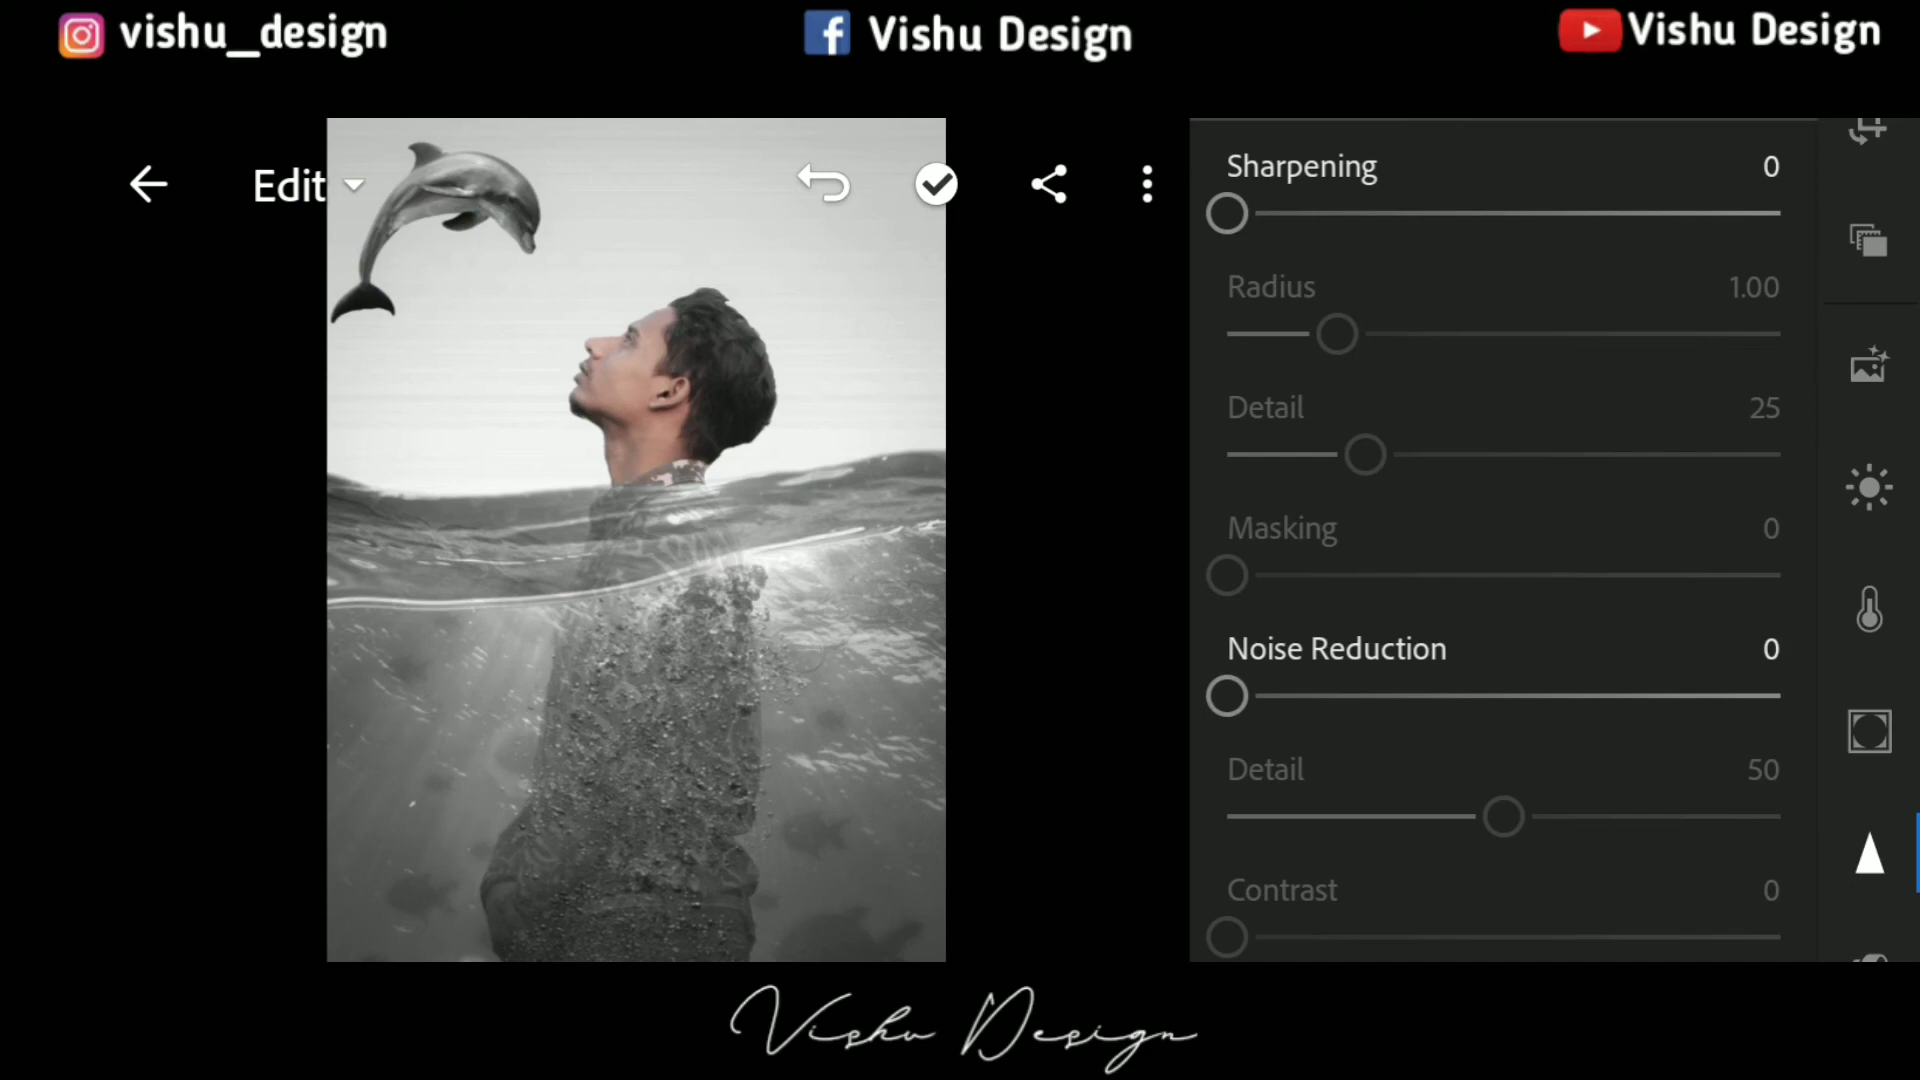 vishu_design
Vishu Design
Vishu Design
Edit
Sharpening 0
Radius 1.00
Detail 25
Masking 0
Noise Reduction 0
Detail 50
Contrast 0
Vishu Design